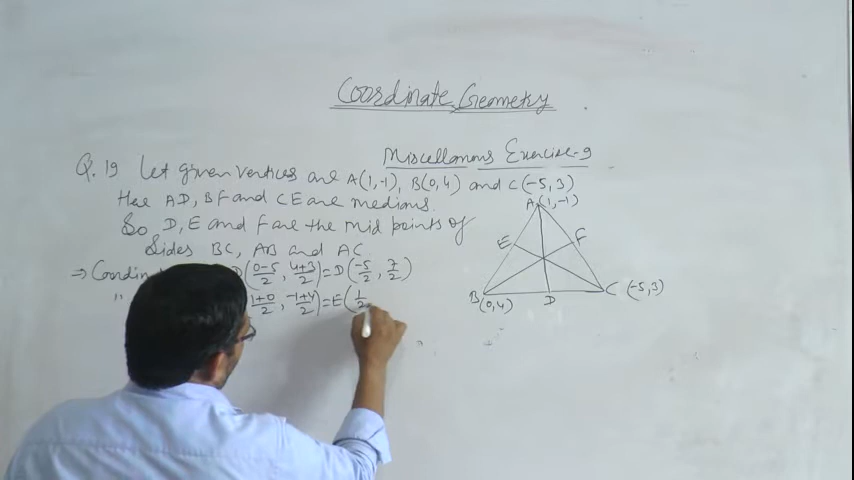 Coordinate Geometry
Miscellanous Exercise-9
Q. 19 Let given vertices are A(1,-1), B(0,4) and C(-5,3)
Here AD, BF and CE are medians.
So D, E and F are the mid points of
Sides BC, AB and AC
⇒ Coordin D(0-5/2, 4+3/2) = D(-5/2, 7/2)
" (1+0/2, -1+4/2) = E(1/2
A(1,-1)
E
F
B
(0,4)
D
C (-5,3)